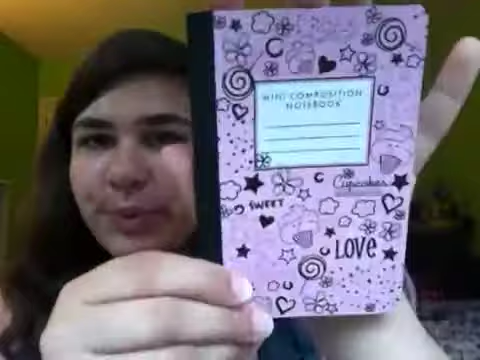 MINI COMPOSITION
NOTEBOOK
Cupcakes
SWEET
LOVE